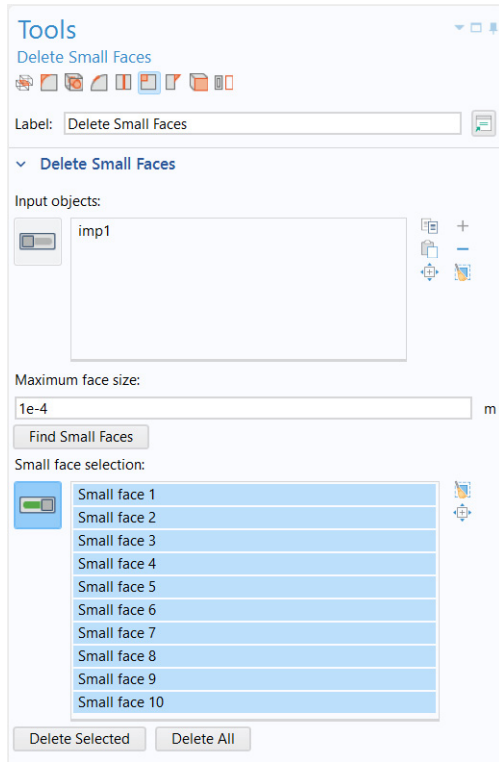 Tools
Delete Small Faces
Label: Delete Small Faces
Delete Small Faces
Input objects:
imp1
Maximum face size:
1e-4 m
Find Small Faces
Small face selection:
Small face 1
Small face 2
Small face 3
Small face 4
Small face 5
Small face 6
Small face 7
Small face 8
Small face 9
Small face 10
Delete Selected Delete All